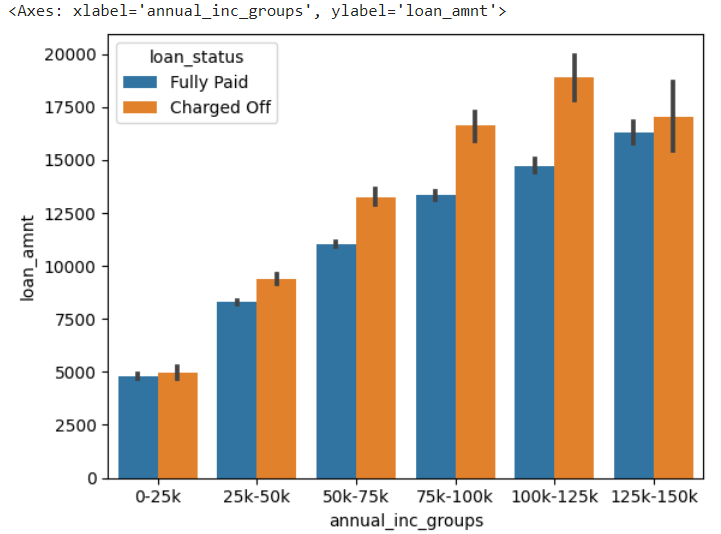 <Axes: xlabel='annual_inc_groups', ylabel='loan_amnt'>
loan_status
Fully Paid
Charged Off
20000
17500
15000
12500
10000
7500
5000
2500
0
loan_amnt
0-25k 25k-50k 50k-75k 75k-100k 100k-125k 125k-150k
annual_inc_groups